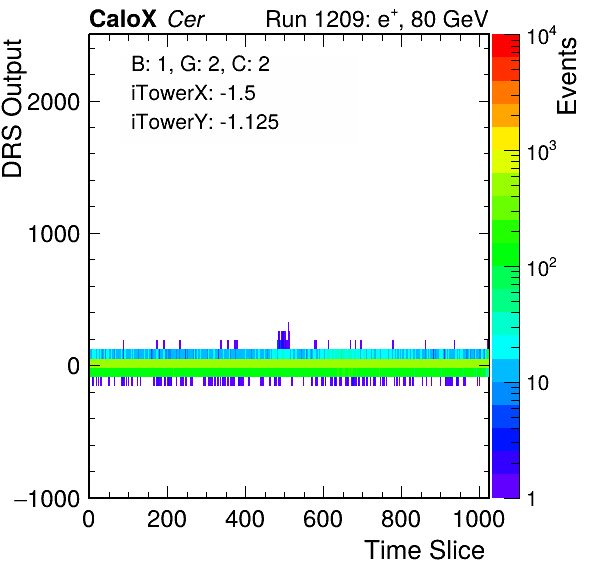 CaloX Cer
Run 1209: e⁺, 80 GeV
B: 1, G: 2, C: 2
iTowerX: -1.5
iTowerY: -1.125
DRS Output
2000
1000
0
−1000
0 200 400 600 800 1000
Time Slice
Events
10⁴
10³
10²
10
1